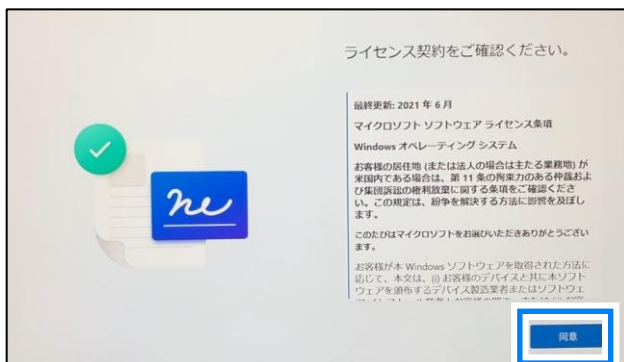 ライセンス契約をご確認ください。
最終更新: 2021 年 6 月
マイクロソフト ソフトウェア ライセンス条項
Windows オペレーティング システム
お客様の居住地 (または法人の場合は主たる業務地) が
米国内である場合は、第 11 条の拘束力のある仲裁およ
び集団訴訟の権利放棄に関する条項をご確認くださ
い。この規定は、紛争を解決する方法に影響を及ぼし
ます。
このたびはマイクロソフトをお選びいただきありがとうござい
ます。
お客様が本 Windows ソフトウェアを取得された方法に
応じて、本文は、(i) お客様のデバイスと共に本ソフト
ウェアを頒布するデバイス製造業者またはソフトウェ
同意